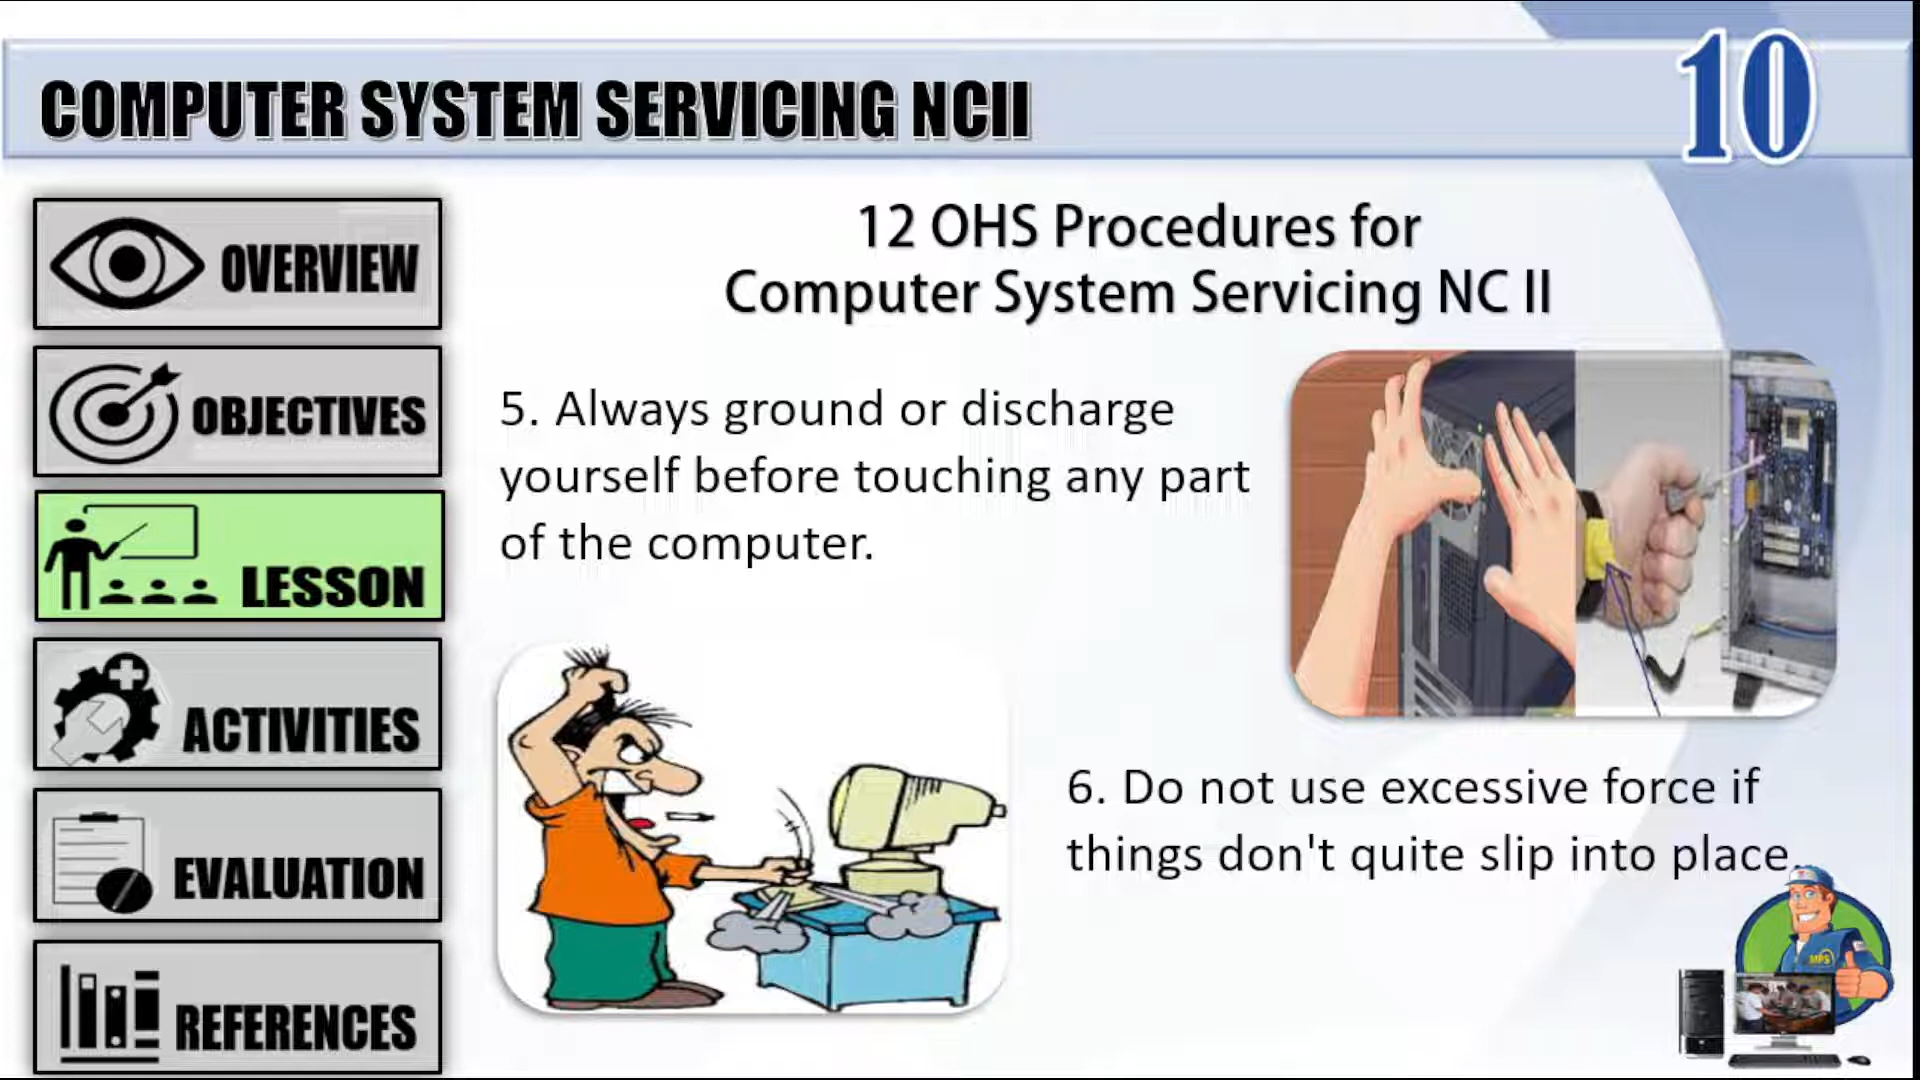 COMPUTER SYSTEM SERVICING NCII
10
OVERVIEW
OBJECTIVES
LESSON
ACTIVITIES
EVALUATION
REFERENCES
12 OHS Procedures for
Computer System Servicing NC II
5. Always ground or discharge
yourself before touching any part
of the computer.
6. Do not use excessive force if
things don't quite slip into place.
MPS